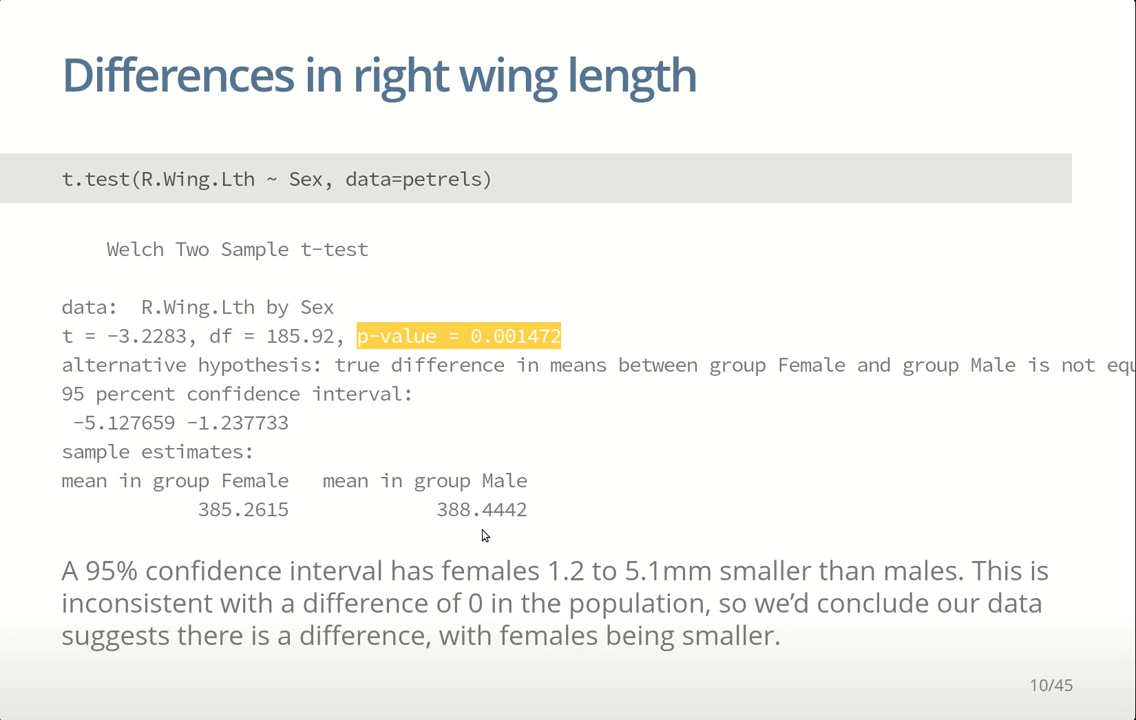 Differences in right wing length
t.test(R.Wing.Lth ~ Sex, data=petrels)
Welch Two Sample t-test
data:  R.Wing.Lth by Sex
t = -3.2283, df = 185.92, p-value = 0.001472
alternative hypothesis: true difference in means between group Female and group Male is not equ
95 percent confidence interval:
-5.127659 -1.237733
sample estimates:
mean in group Female   mean in group Male
385.2615             388.4442
A 95% confidence interval has females 1.2 to 5.1mm smaller than males. This is
inconsistent with a difference of 0 in the population, so we’d conclude our data
suggests there is a difference, with females being smaller.
10/45